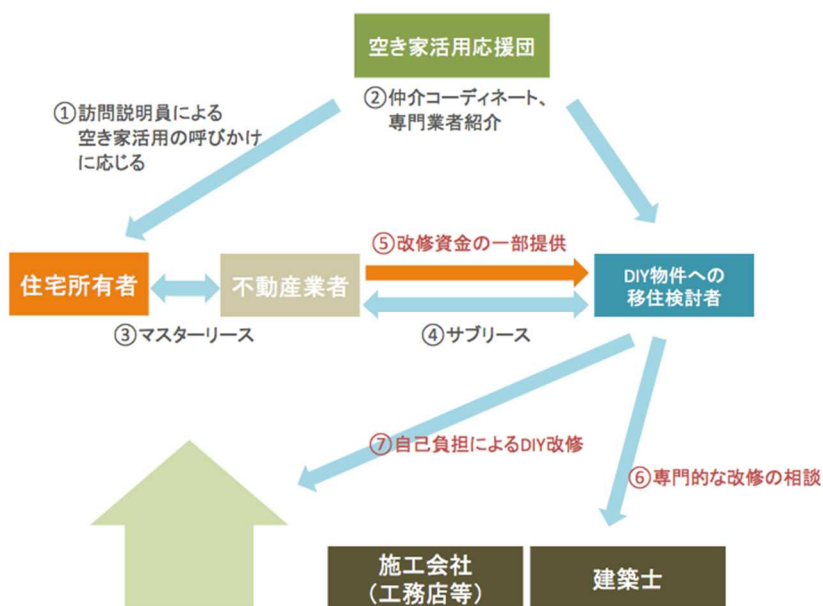 空き家活用応援団
①訪問説明員による
空き家活用の呼びかけ
に応じる
②仲介コーディネート、
専門業者紹介
住宅所有者
不動産業者
⑤改修資金の一部提供
DIY物件への
移住検討者
③マスターリース
④サブリース
⑦自己負担によるDIY改修
⑥専門的な改修の相談
施工会社
（工務店等）
建築士